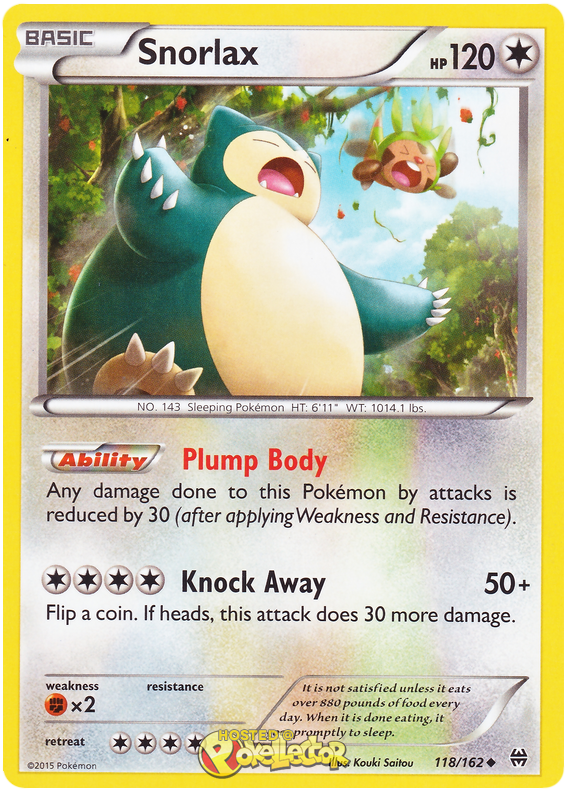 BASIC
Snorlax
HP 120
NO. 143 Sleeping Pokémon HT: 6'11" WT: 1014.1 lbs.
Ability Plump Body
Any damage done to this Pokémon by attacks is
reduced by 30 (after applying Weakness and Resistance).
Knock Away 50+
Flip a coin. If heads, this attack does 30 more damage.
weakness resistance
×2
It is not satisfied unless it eats
over 880 pounds of food every
day. When it is done eating, it
promptly to sleep.
retreat
HOSTED @
POKELLECTOR
©2015 Pokémon
Illust. Kouki Saitou
118/162